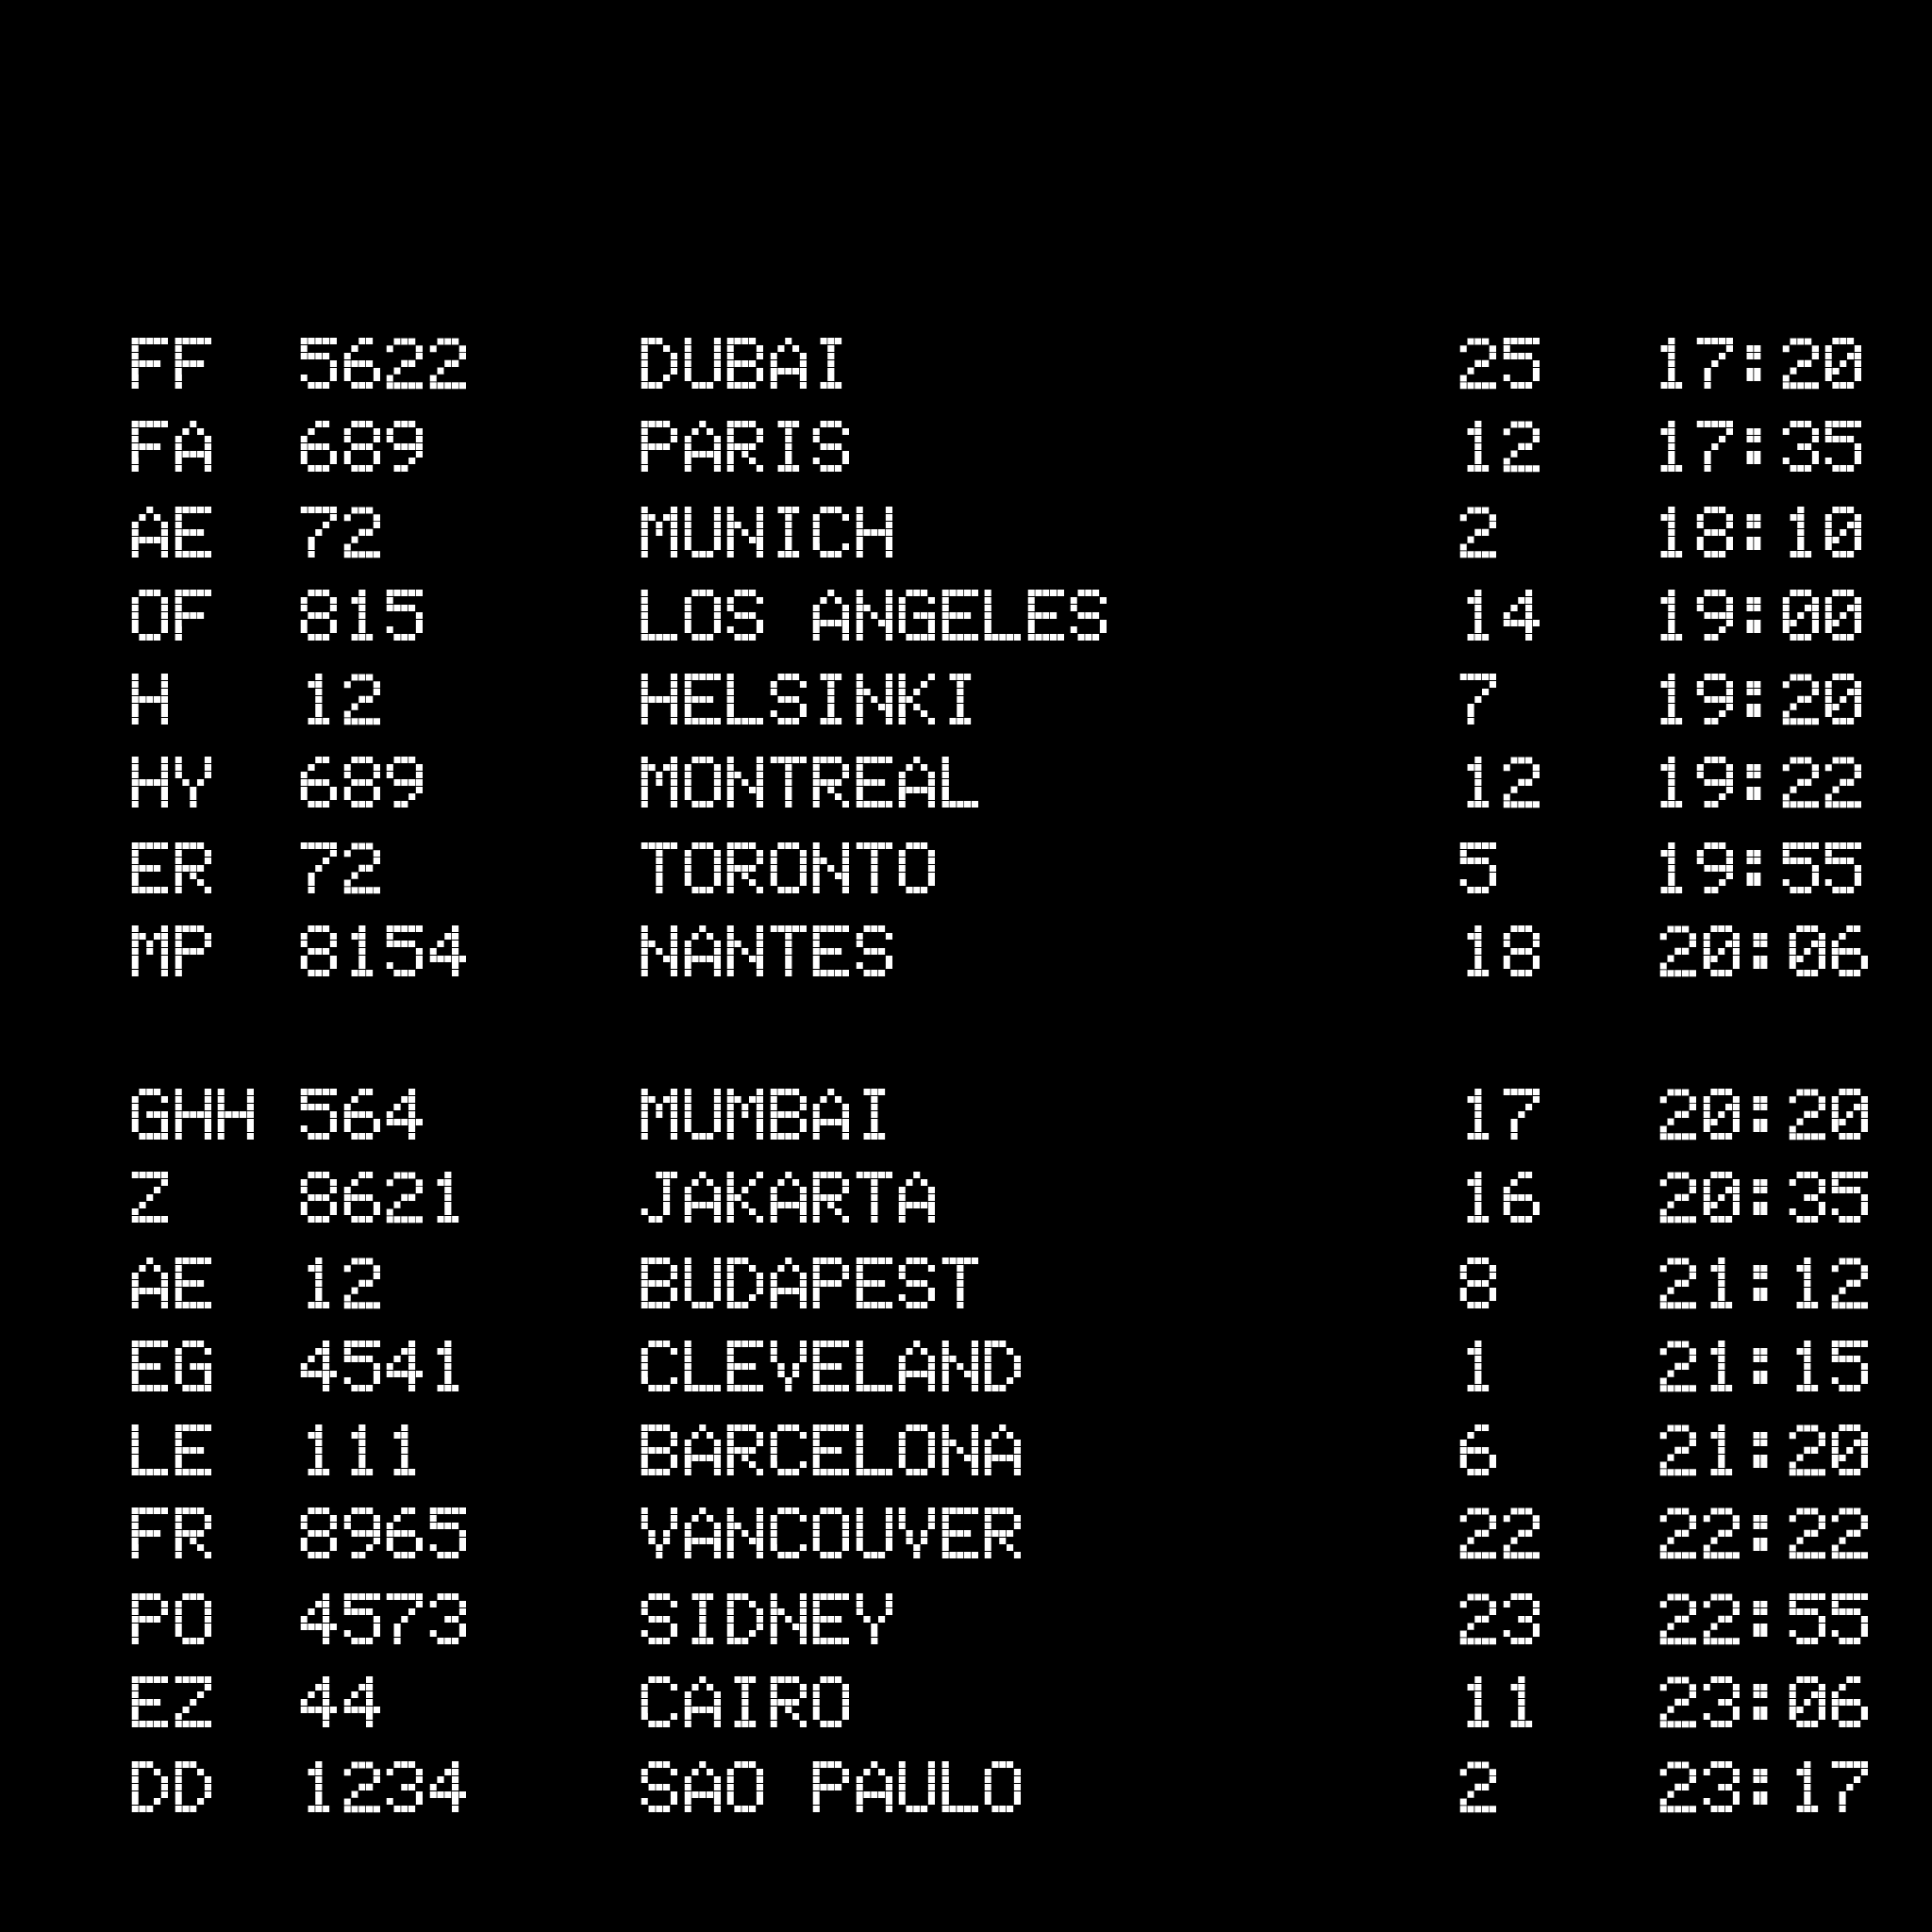 FF 5622 DUBAI 25 17:20
FA 689 PARIS 12 17:35
AE 72 MUNICH 2 18:10
OF 815 LOS ANGELES 14 19:00
H 12 HELSINKI 7 19:20
HY 689 MONTREAL 12 19:22
ER 72 TORONTO 5 19:55
MP 8154 NANTES 18 20:06
GHH 564 MUMBAI 17 20:20
Z 8621 JAKARTA 16 20:35
AE 12 BUDAPEST 8 21:12
EG 4541 CLEVELAND 1 21:15
LE 111 BARCELONA 6 21:20
FR 8965 VANCOUVER 22 22:22
PO 4573 SIDNEY 23 22:55
EZ 44 CAIRO 11 23:06
DD 1234 SAO PAULO 2 23:17